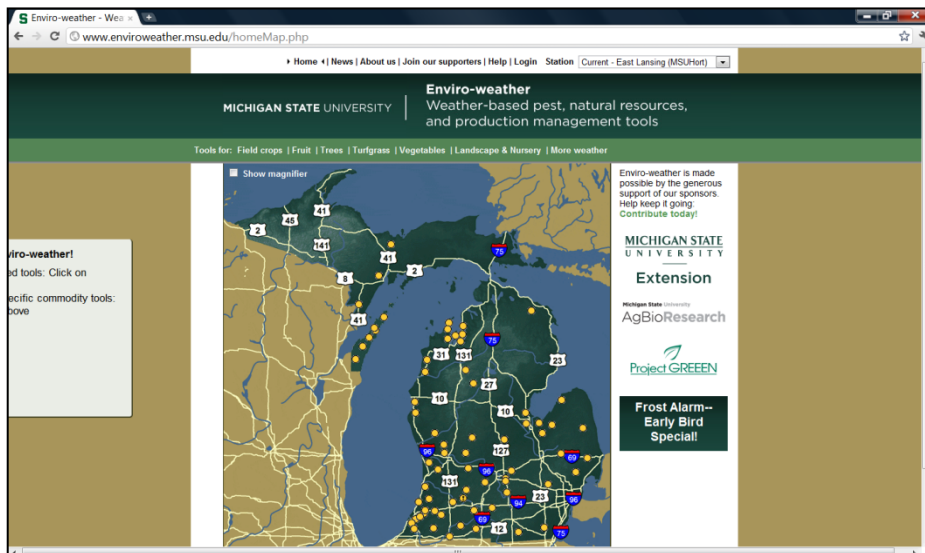 S Enviro-weather - Wea ×
www.enviroweather.msu.edu/homeMap.php
Home | News | About us | Join our supporters | Help | Login Station Current - East Lansing (MSUHort)
MICHIGAN STATE UNIVERSITY
Enviro-weather
Weather-based pest, natural resources,
and production management tools
Tools for: Field crops | Fruit | Trees | Turfgrass | Vegetables | Landscape & Nursery | More weather
Show magnifier
41
45
2
141
41
75
2
8
41
75
31
131
23
27
10
10
96
127
69
96
131
94
23
96
69
12
75
viro-weather!
ed tools: Click on
ecific commodity tools:
bove
Enviro-weather is made
possible by the generous
support of our sponsors.
Help keep it going:
Contribute today!
MICHIGAN STATE
UNIVERSITY
Extension
Michigan State University
AgBioResearch
Project GREEEN
Frost Alarm--
Early Bird
Special!